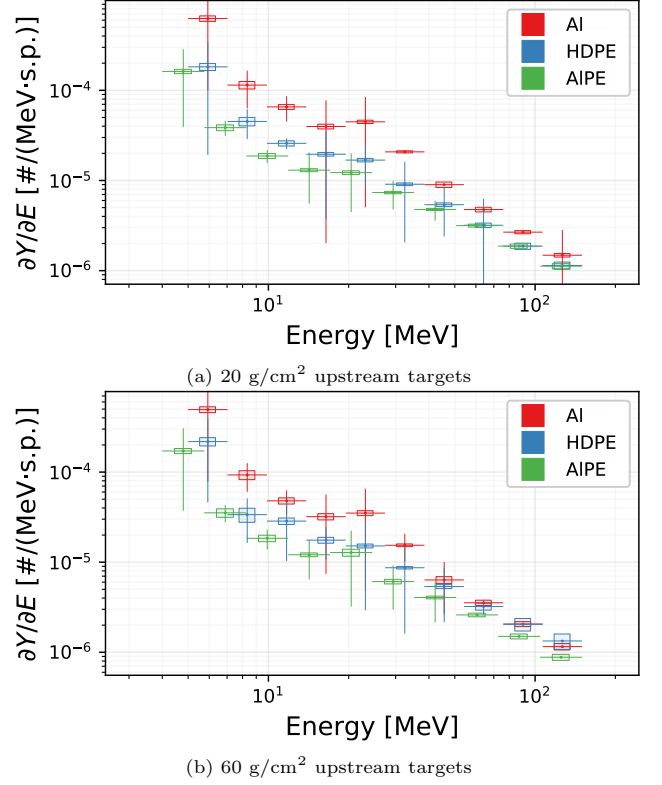 ∂Y/∂E [#/(MeV·s.p.)]
10⁻⁴
10⁻⁵
10⁻⁶
Al
HDPE
AlPE
10¹
10²
Energy [MeV]
(a) 20 g/cm² upstream targets
∂Y/∂E [#/(MeV·s.p.)]
10⁻⁴
10⁻⁵
10⁻⁶
Al
HDPE
AlPE
10¹
10²
Energy [MeV]
(b) 60 g/cm² upstream targets